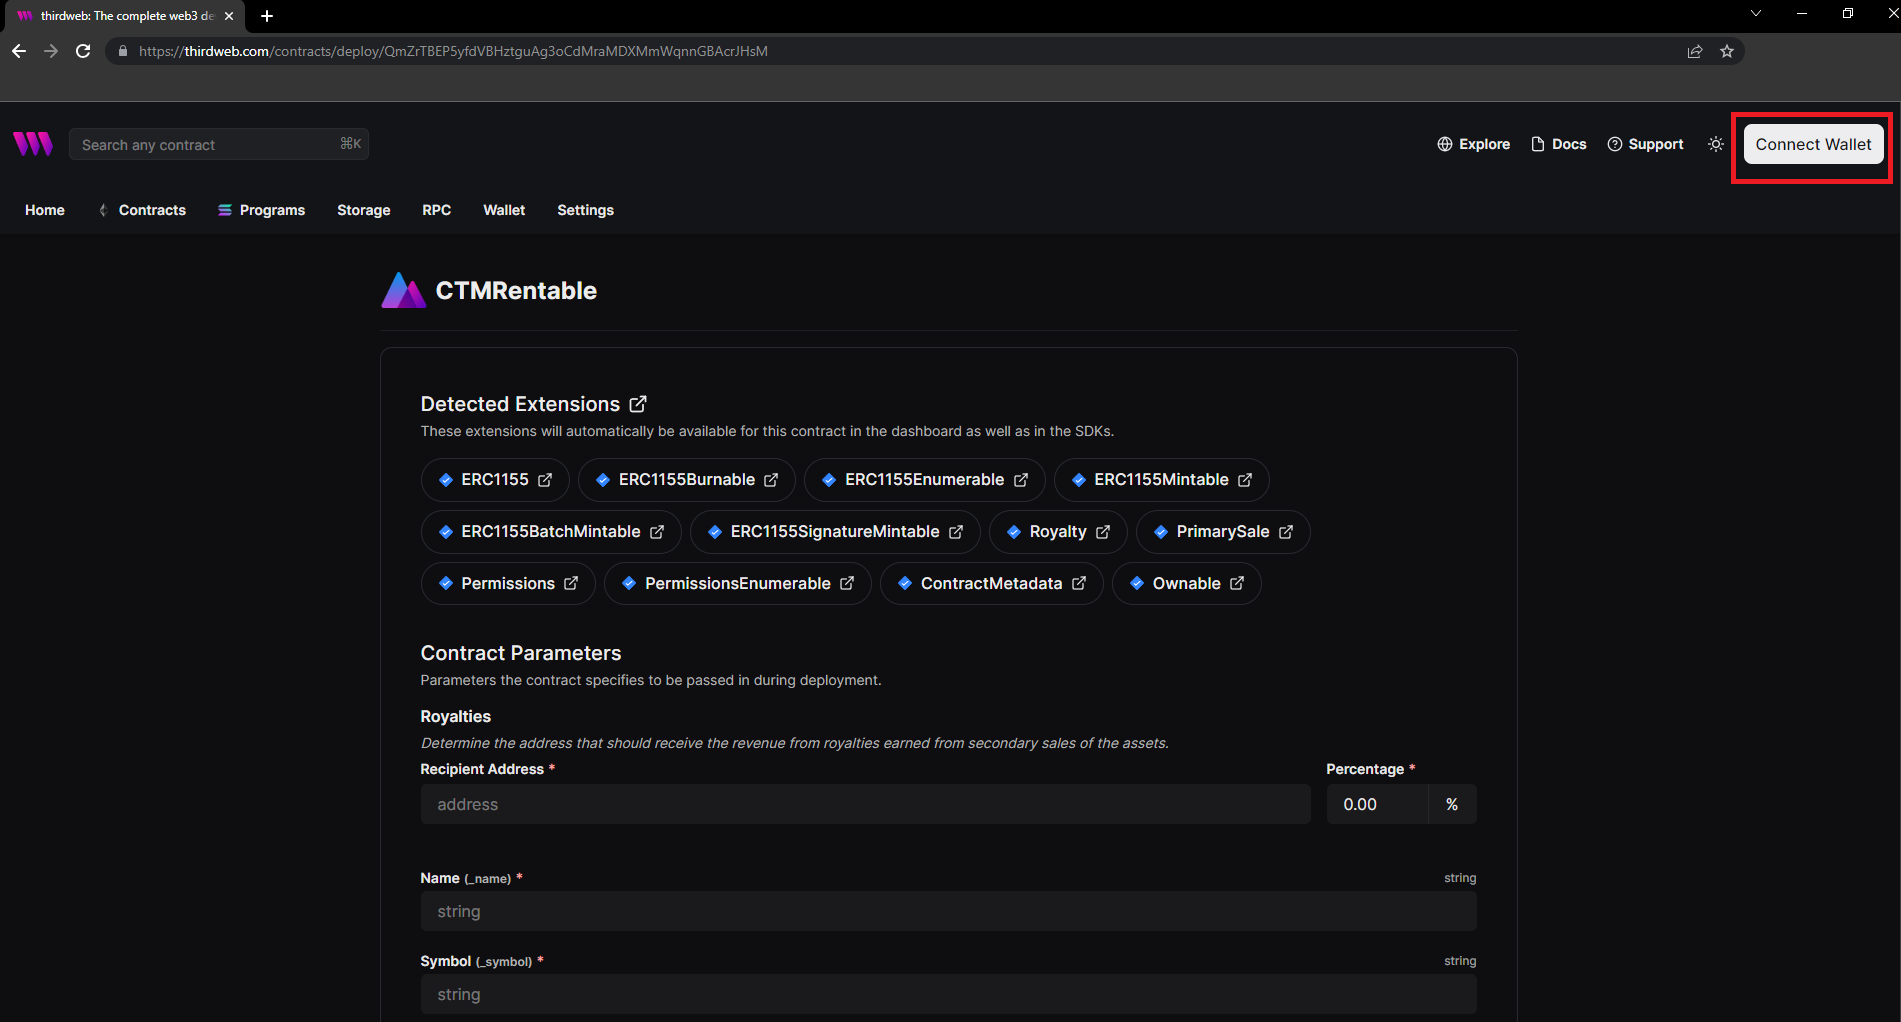 thirdweb: The complete web3 de
https://thirdweb.com/contracts/deploy/QmZrTBEP5yfdVBHztguAg3oCdMraMDXMmWqnnGBAcrJHsM
Search any contract ⌘K
Explore Docs Support Connect Wallet
Home Contracts Programs Storage RPC Wallet Settings
CTMRentable
Detected Extensions
These extensions will automatically be available for this contract in the dashboard as well as in the SDKs.
ERC1155 ERC1155Burnable ERC1155Enumerable ERC1155Mintable
ERC1155BatchMintable ERC1155SignatureMintable Royalty PrimarySale
Permissions PermissionsEnumerable ContractMetadata Ownable
Contract Parameters
Parameters the contract specifies to be passed in during deployment.
Royalties
Determine the address that should receive the revenue from royalties earned from secondary sales of the assets.
Recipient Address * Percentage *
address 0.00 %
Name (_name) * string
string
Symbol (_symbol) * string
string